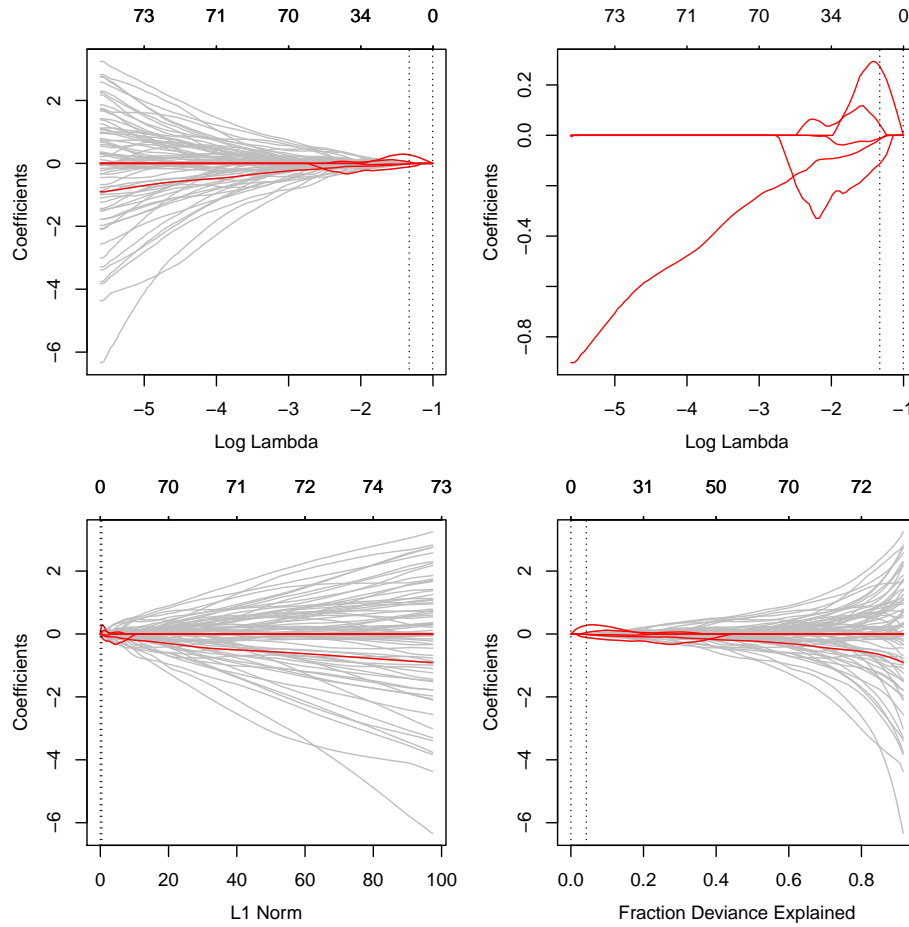 73 71 70 34 0
2
0
−2
−4
−6
Coefficients
−5 −4 −3 −2 −1
Log Lambda
73 71 70 34 0
0.2
0.0
−0.4
−0.8
Coefficients
−5 −4 −3 −2 −1
Log Lambda
0 70 71 72 74 73
2
0
−2
−4
−6
Coefficients
0 20 40 60 80 100
L1 Norm
0 31 50 70 72
2
0
−2
−4
−6
Coefficients
0.0 0.2 0.4 0.6 0.8
Fraction Deviance Explained